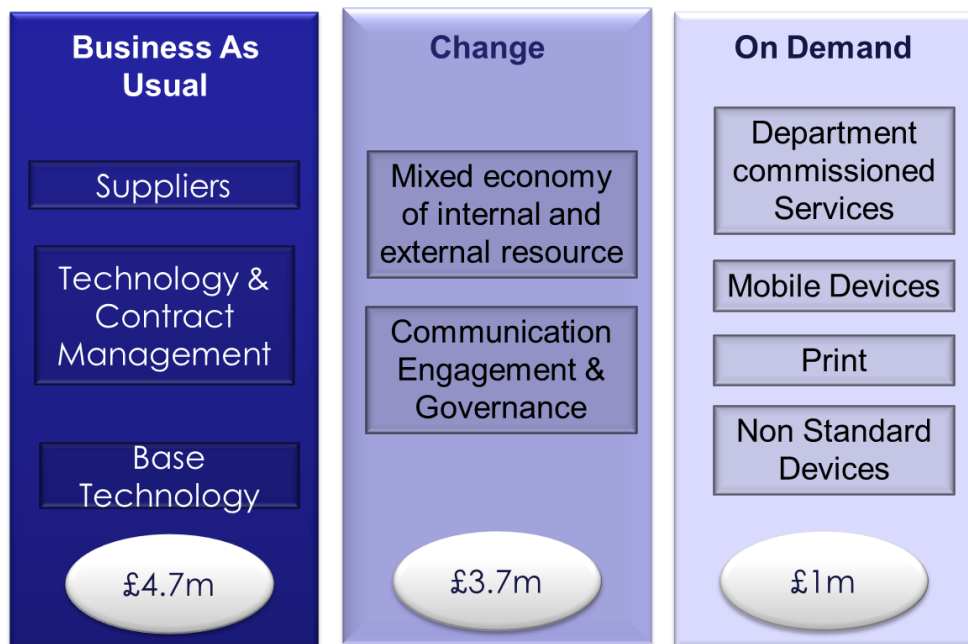 Business As
Usual
Suppliers
Technology &
Contract
Management
Base
Technology
£4.7m
Change
Mixed economy
of internal and
external resource
Communication
Engagement &
Governance
£3.7m
On Demand
Department
commissioned
Services
Mobile Devices
Print
Non Standard
Devices
£1m